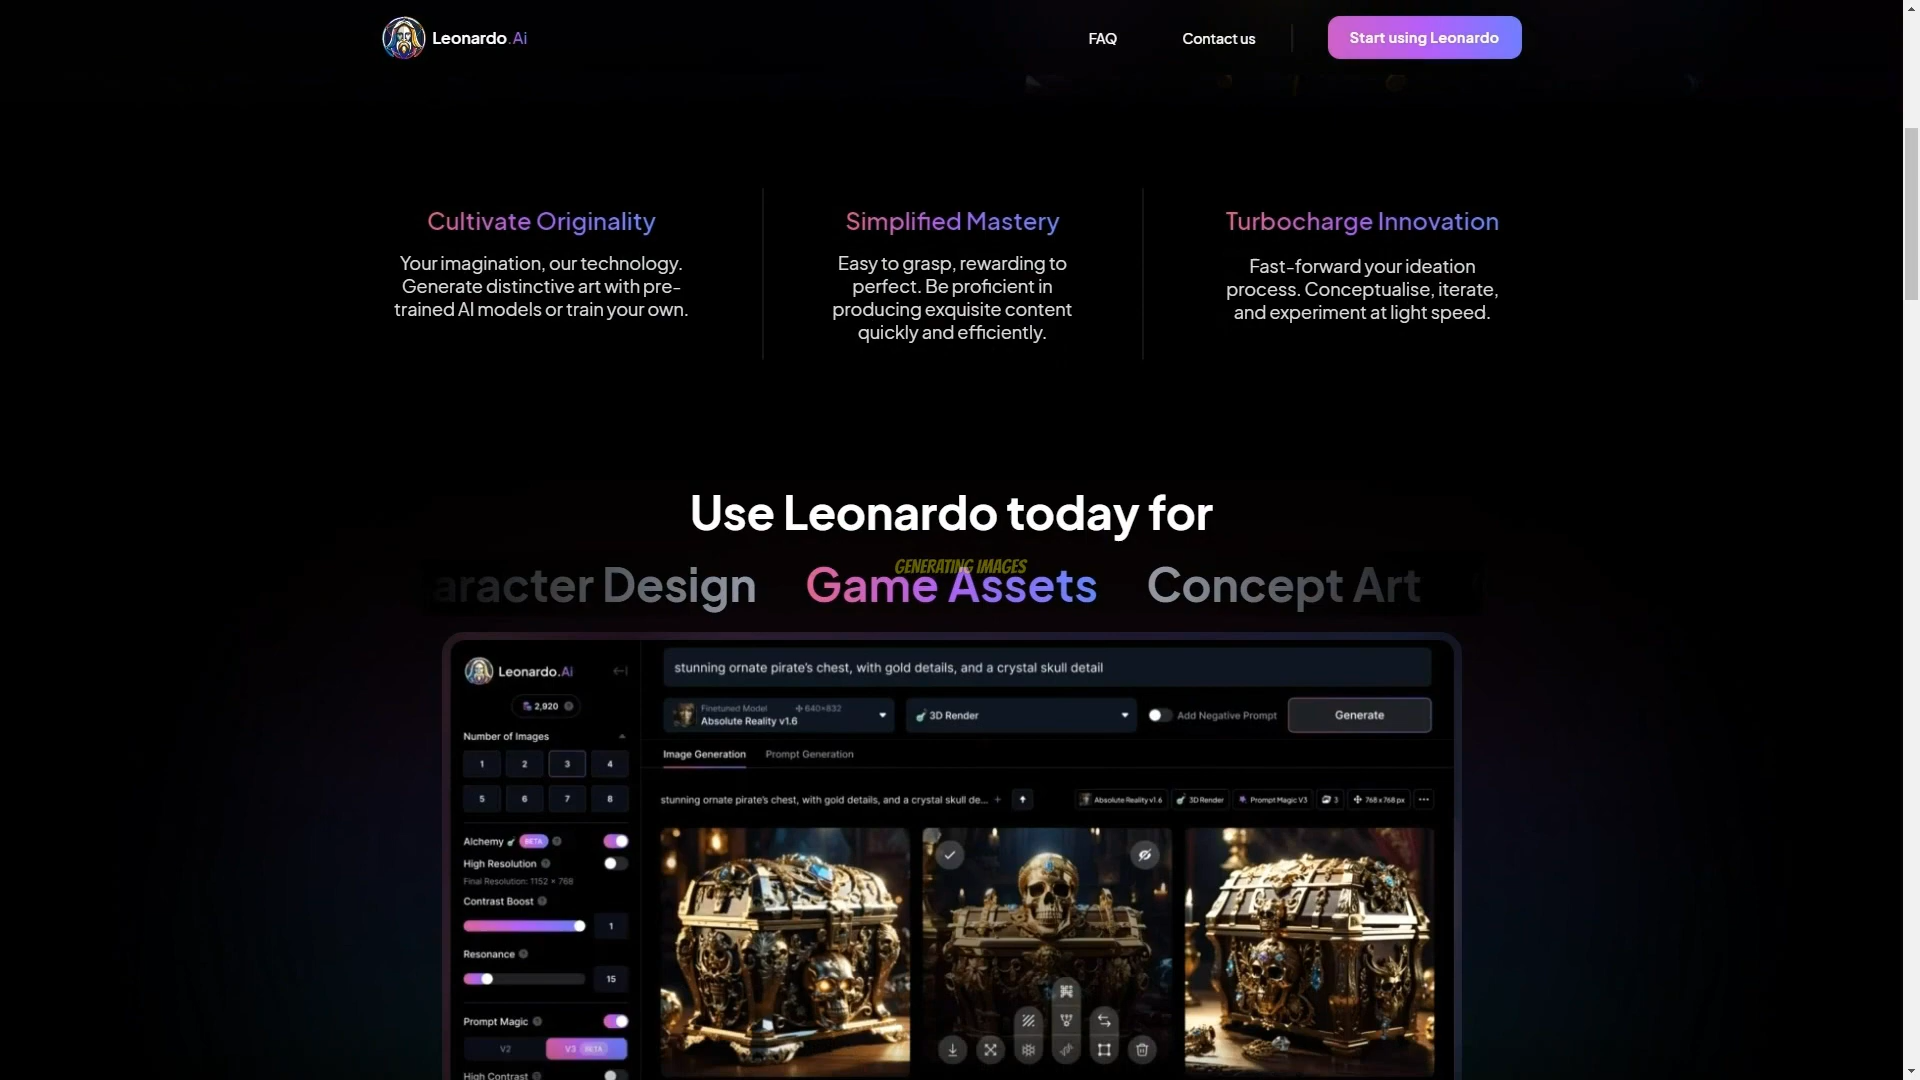 Leonardo.Ai
FAQ
Contact us
Start using Leonardo
Cultivate Originality
Your imagination, our technology.
Generate distinctive art with pre-
trained AI models or train your own.
Simplified Mastery
Easy to grasp, rewarding to
perfect. Be proficient in
producing exquisite content
quickly and efficiently.
Turbocharge Innovation
Fast-forward your ideation
process. Conceptualise, iterate,
and experiment at light speed.
Use Leonardo today for
GENERATING IMAGES
aracter Design
Game Assets
Concept Art
Leonardo.Ai
2,920
Number of Images
1 2 3 4
5 6 7 8
Alchemy BETA
High Resolution
Final Resolution: 1152 × 768
Contrast Boost
1
Resonance
15
Prompt Magic
V2 V3 BETA
High Contrast
stunning ornate pirate's chest, with gold details, and a crystal skull detail
Finetuned Model 640×832
Absolute Reality v1.6
3D Render
Add Negative Prompt
Generate
Image Generation
Prompt Generation
stunning ornate pirate's chest, with gold details, and a crystal skull de...
Absolute Reality v1.6
3D Render
Prompt Magic V3
3
768 x 768 px